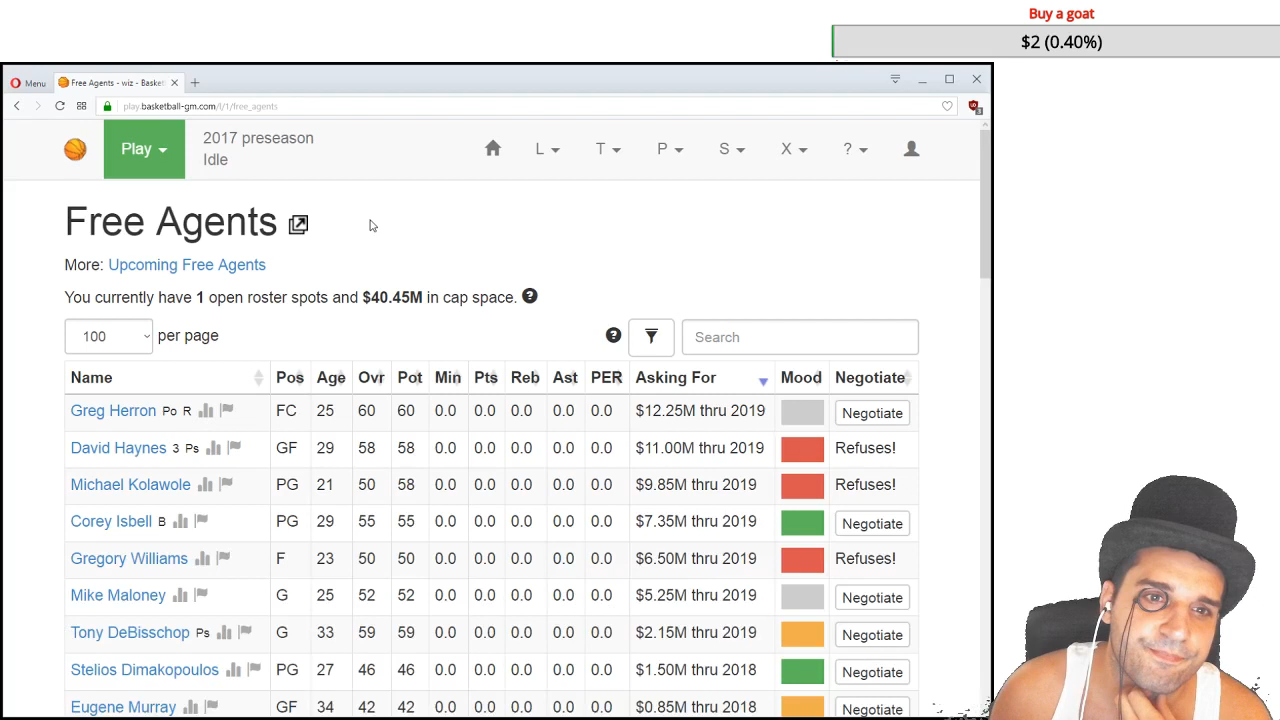 Buy a goat
$2 (0.40%)
Menu
Free Agents - wiz - Basket
play.basketball-gm.com/l/1/free_agents
Play
2017 preseason
Idle
L
T
P
S
X
?
Free Agents
More: Upcoming Free Agents
You currently have 1 open roster spots and $40.45M in cap space. ?
100 per page ? Search
Name Pos Age Ovr Pot Min Pts Reb Ast PER Asking For Mood Negotiate
Greg Herron Po R FC 25 60 60 0.0 0.0 0.0 0.0 0.0 $12.25M thru 2019 Negotiate
David Haynes 3 Ps GF 29 58 58 0.0 0.0 0.0 0.0 0.0 $11.00M thru 2019 Refuses!
Michael Kolawole PG 21 50 58 0.0 0.0 0.0 0.0 0.0 $9.85M thru 2019 Refuses!
Corey Isbell B PG 29 55 55 0.0 0.0 0.0 0.0 0.0 $7.35M thru 2019 Negotiate
Gregory Williams F 23 50 50 0.0 0.0 0.0 0.0 0.0 $6.50M thru 2019 Refuses!
Mike Maloney G 25 52 52 0.0 0.0 0.0 0.0 0.0 $5.25M thru 2019 Negotiate
Tony DeBisschop Ps G 33 59 59 0.0 0.0 0.0 0.0 0.0 $2.15M thru 2019 Negotiate
Stelios Dimakopoulos PG 27 46 46 0.0 0.0 0.0 0.0 0.0 $1.50M thru 2018 Negotiate
Eugene Murray GF 34 42 42 0.0 0.0 0.0 0.0 0.0 $0.85M thru 2018 Negotiate